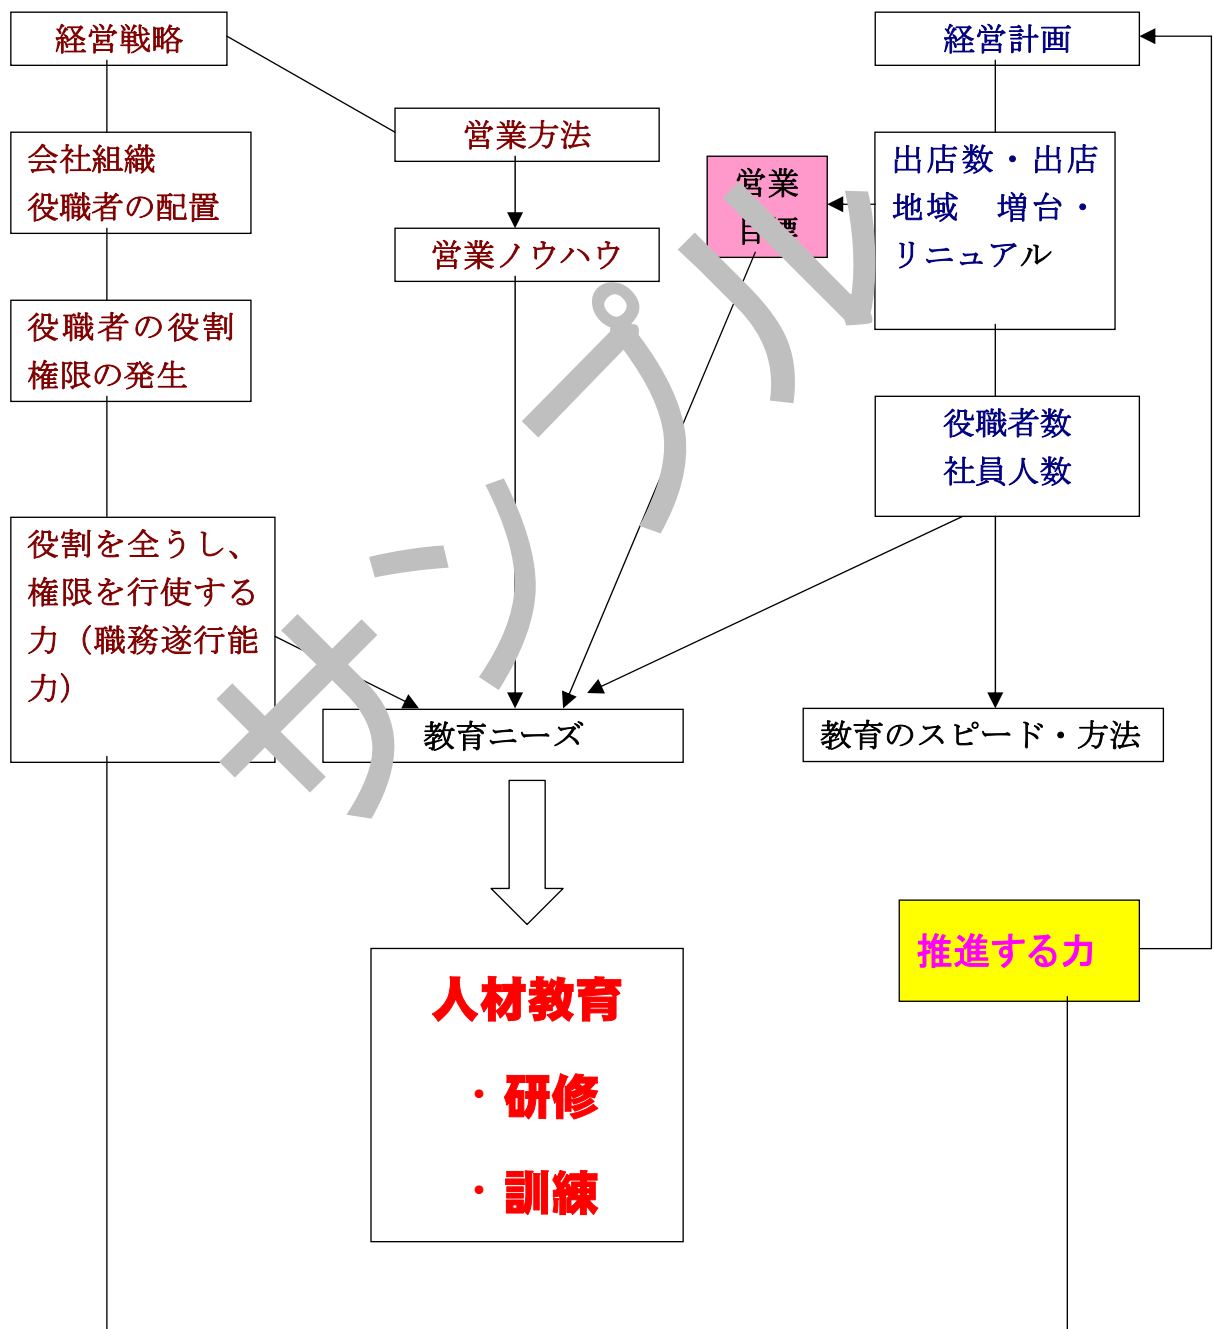 経営戦略
経営計画
営業方法
会社組織
役職者の配置
営業
目標
出店数・出店
地域　増台・
リニュアル
営業ノウハウ
役職者の役割
権限の発生
役職者数
社員人数
役割を全うし、
権限を行使する
力（職務遂行能
力）
教育ニーズ
教育のスピード・方法
推進する力
人材教育
・研修
・訓練
サンプル